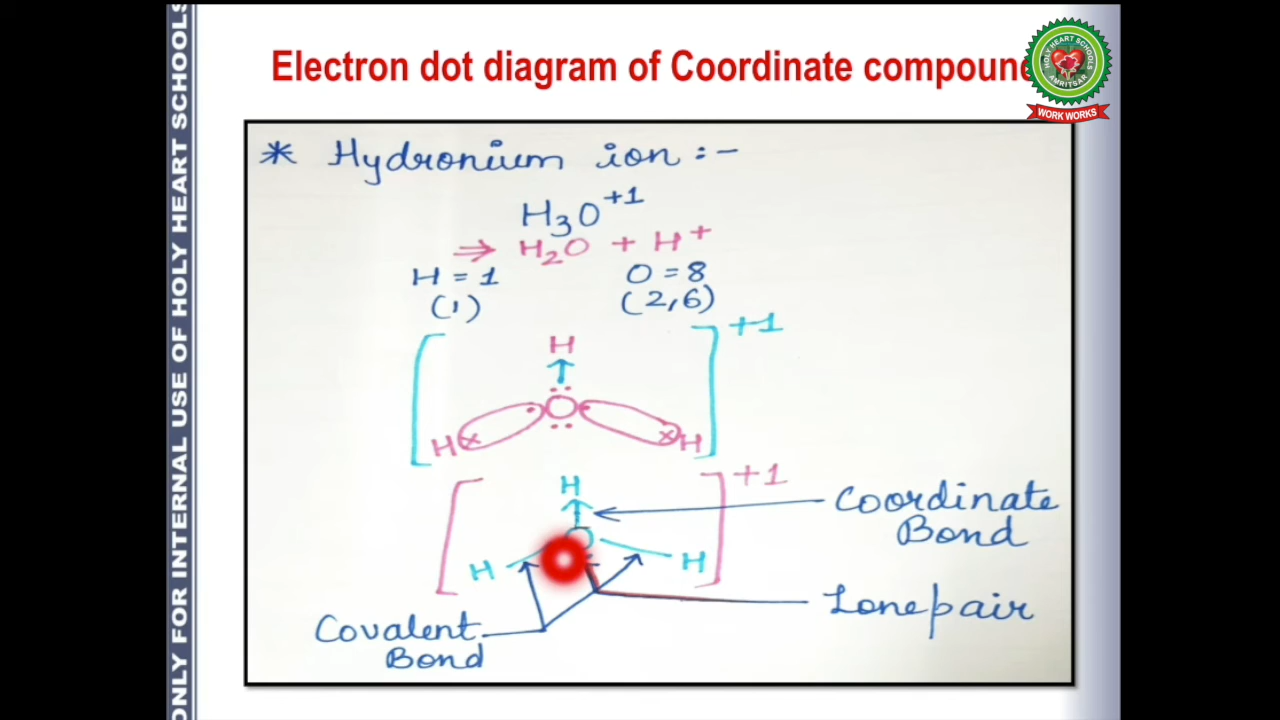 ONLY FOR INTERNAL USE OF HOLY HEART SCHOOLS
Electron dot diagram of Coordinate compoun
HOLY HEART SCHOOLS
AMRITSAR
WORK WORKS
* Hydronium ion :-
H₃O⁺¹
⇒ H₂O + H⁺
H = 1 O = 8
(1) (2,6)
+1
H
O
H× ×H
+1
H
O
H H
Coordinate
Bond
Lonepair
Covalent
Bond